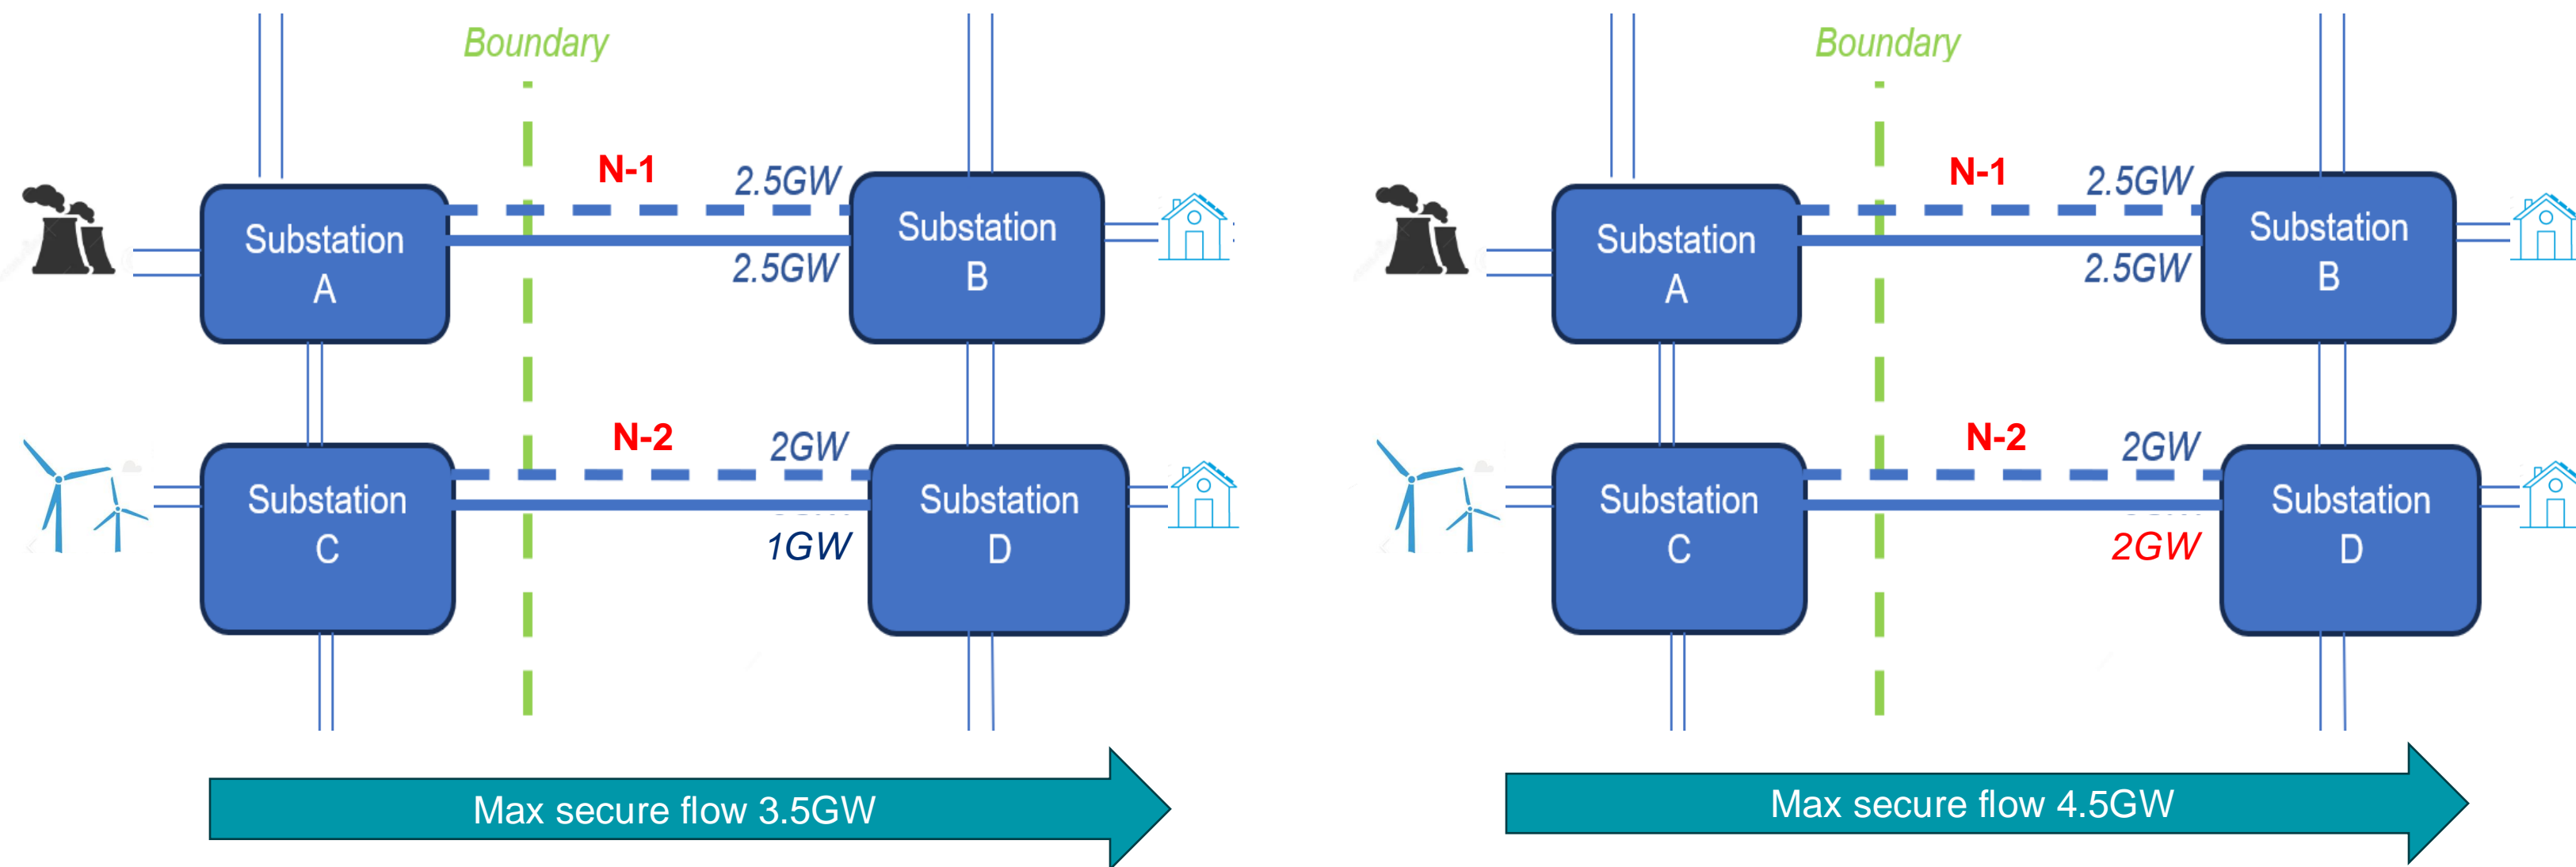 Boundary
N-1
2.5GW
2.5GW
Substation
A
Substation
B
N-2
2GW
1GW
Substation
C
Substation
D
Max secure flow 3.5GW
Boundary
N-1
2.5GW
2.5GW
Substation
A
Substation
B
N-2
2GW
2GW
Substation
C
Substation
D
Max secure flow 4.5GW